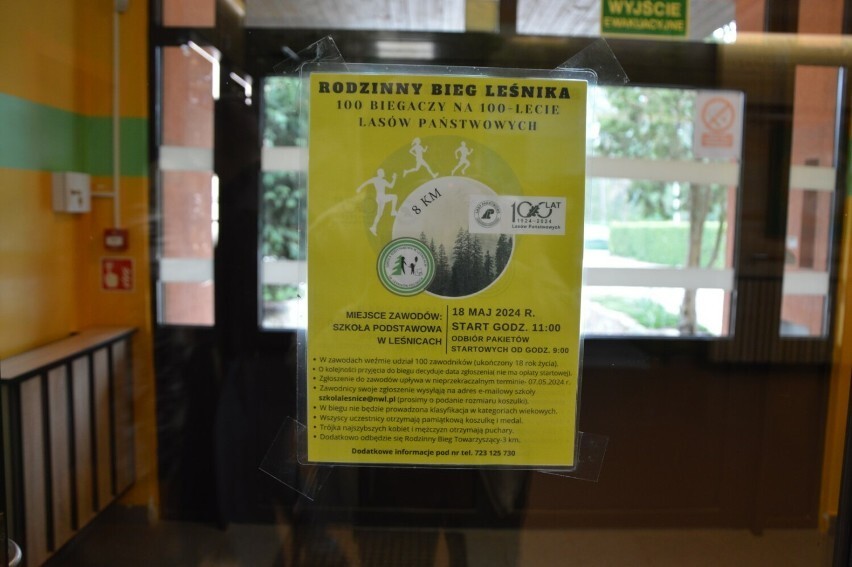 WYJŚCIE
EWAKUACYJNE
RODZINNY BIEG LEŚNIKA
100 BIEGACZY NA 100-LECIE
LASÓW PAŃSTWOWYCH
8 KM
100 LAT
1924-2024
Lasów Państwowych
MIEJSCE ZAWODÓW:
SZKOŁA PODSTAWOWA
W LEŚNICACH
18 MAJ 2024 R.
START GODZ. 11:00
ODBIÓR PAKIETÓW
STARTOWYCH OD GODZ. 9:00
• W zawodach weźmie udział 100 zawodników (ukończony 18 rok życia).
• O kolejności przyjęcia do biegu decyduje data zgłoszenia( nie ma opłaty startowej).
• Zgłoszenie do zawodów upływa w nieprzekraczalnym terminie- 07.05.2024 r.
• Zawodnicy swoje zgłoszenie wysyłają na adres e-mailowy szkoły
szkolalesnice@nwl.pl (prosimy o podanie rozmiaru koszulki).
• W biegu nie będzie prowadzona klasyfikacja w kategoriach wiekowych.
• Wszyscy uczestnicy otrzymają pamiątkową koszulkę i medal.
• Trójka najszybszych kobiet i mężczyzn otrzymają puchary.
• Dodatkowo odbędzie się Rodzinny Bieg Towarzyszący-3 km.
Dodatkowe informacje pod nr tel. 723 125 730